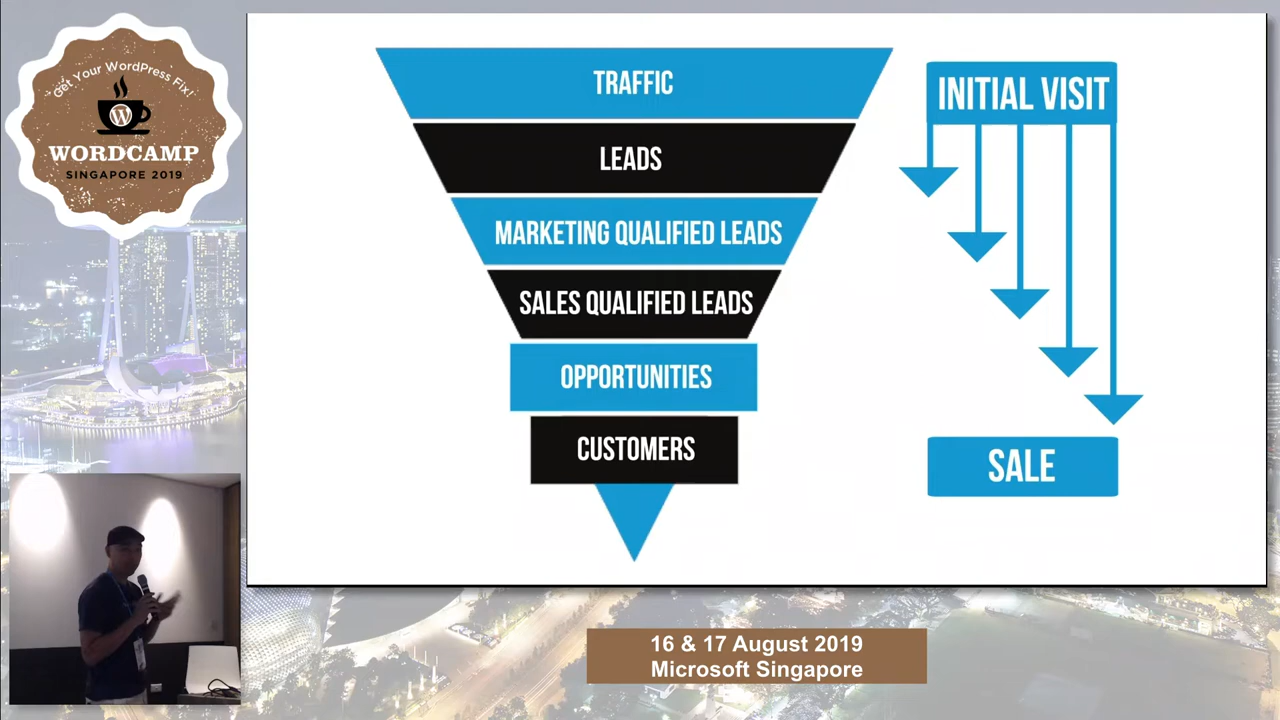 Get Your WordPress Fix!
W
WORDCAMP
SINGAPORE 2019
TRAFFIC
LEADS
MARKETING QUALIFIED LEADS
SALES QUALIFIED LEADS
OPPORTUNITIES
CUSTOMERS
INITIAL VISIT
SALE
16 & 17 August 2019
Microsoft Singapore